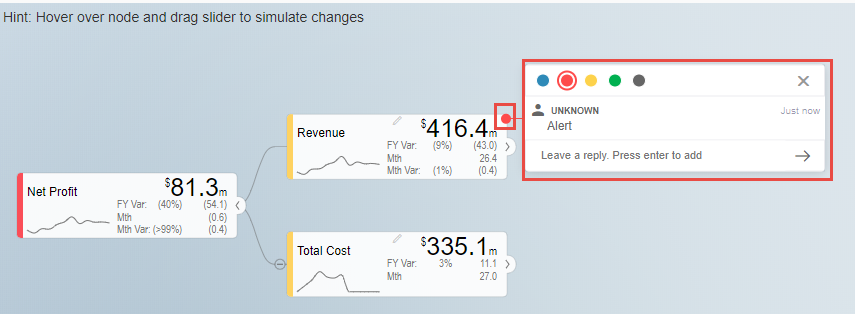 Hint: Hover over node and drag slider to simulate changes
UNKNOWN Just now
Alert
Leave a reply. Press enter to add
Revenue $416.4m
FY Var: (9%) (43.0)
Mth 26.4
Mth Var: (1%) (0.4)
Net Profit $81.3m
FY Var: (40%) (54.1)
Mth (0.6)
Mth Var: (>99%) (0.4)
Total Cost $335.1m
FY Var: 3% 11.1
Mth 27.0